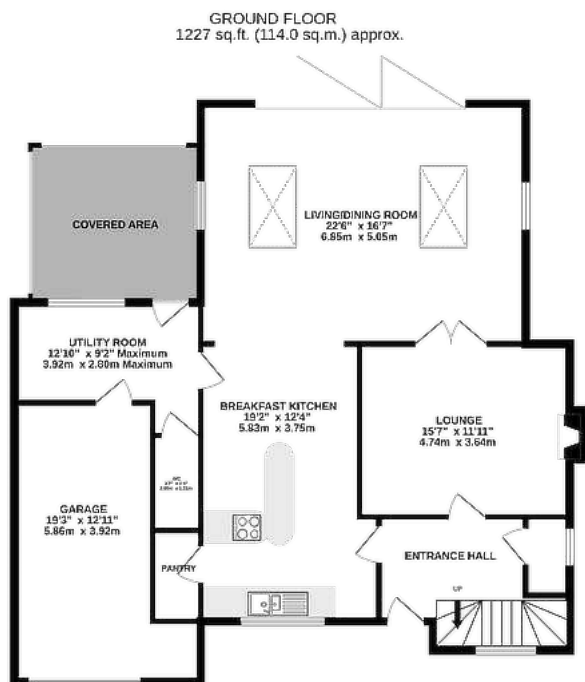 GROUND FLOOR
1227 sq.ft. (114.0 sq.m.) approx.
COVERED AREA
LIVING/DINING ROOM
22'6" x 16'7"
6.85m x 5.05m
UTILITY ROOM
12'10" x 9'2" Maximum
3.92m x 2.80m Maximum
BREAKFAST KITCHEN
19'2" x 12'4"
5.83m x 3.75m
LOUNGE
15'7" x 11'11"
4.74m x 3.64m
WC
GARAGE
19'3" x 12'11"
5.86m x 3.92m
PANTRY
ENTRANCE HALL
UP